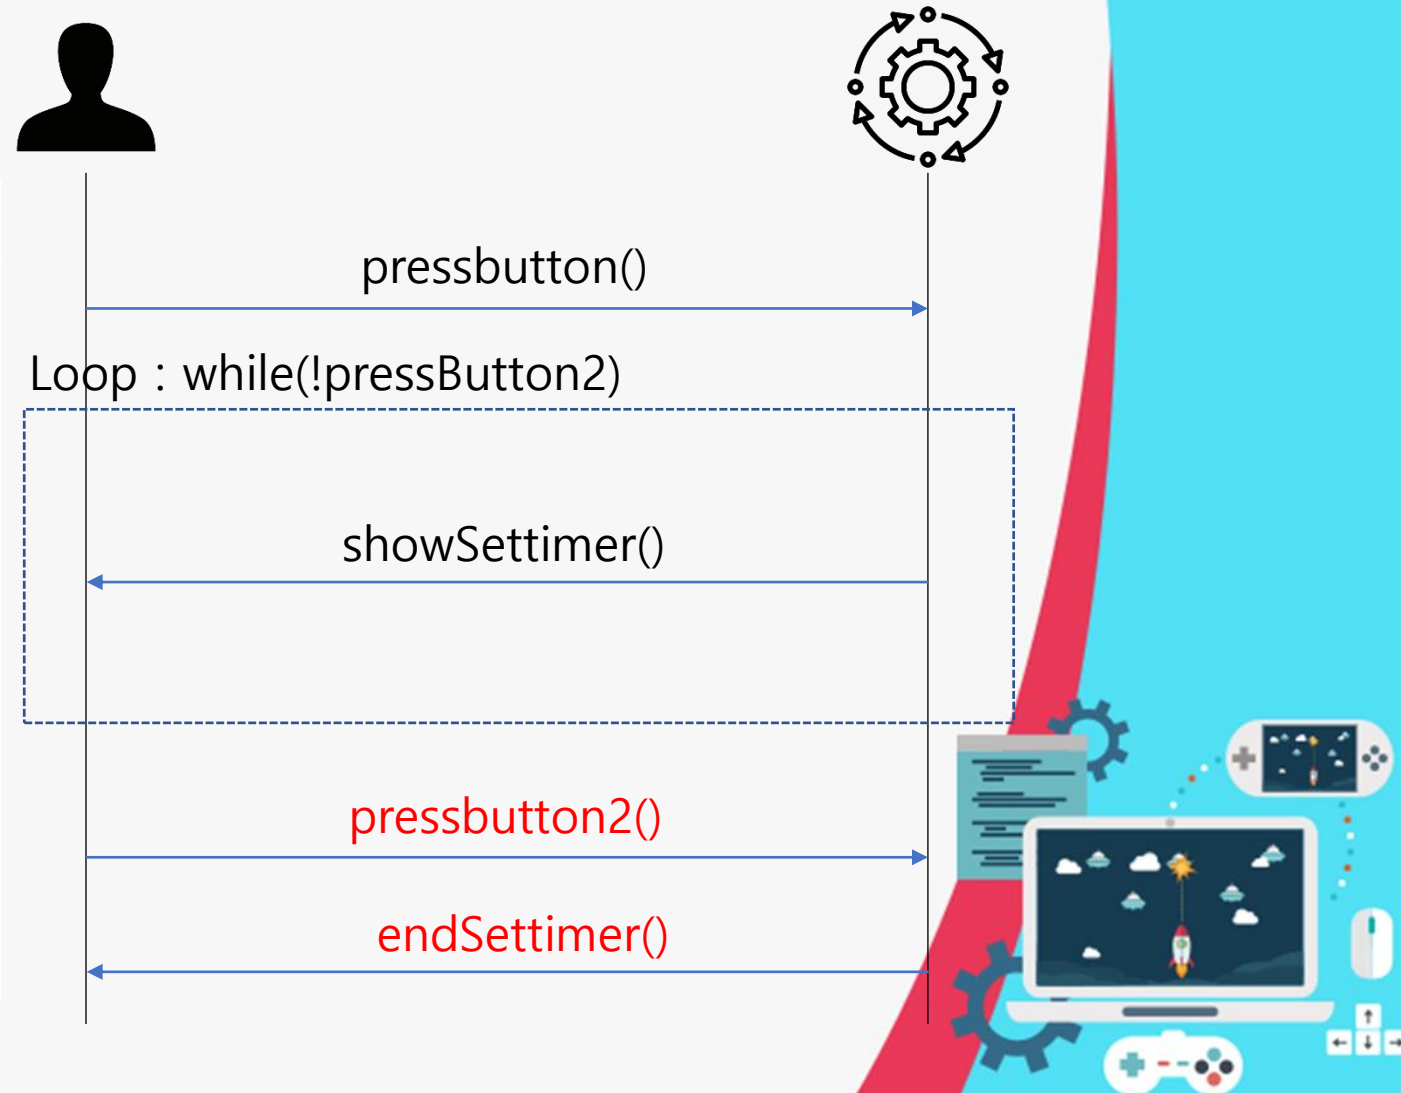 pressbutton()
Loop : while(!pressButton2)
showSettimer()
pressbutton2()
endSettimer()